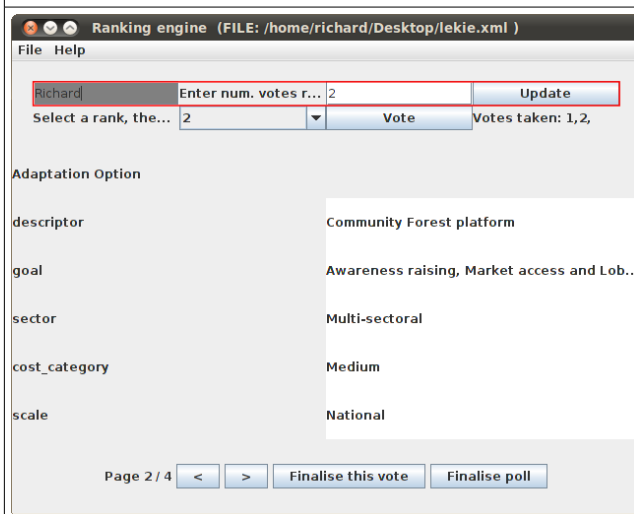 Ranking engine (FILE: /home/richard/Desktop/lekie.xml )
File Help
Richard Enter num. votes r... 2 Update
Select a rank, the... 2 Vote Votes taken: 1,2,
Adaptation Option
descriptor Community Forest platform
goal Awareness raising, Market access and Lob...
sector Multi-sectoral
cost_category Medium
scale National
Page 2 / 4 < > Finalise this vote Finalise poll